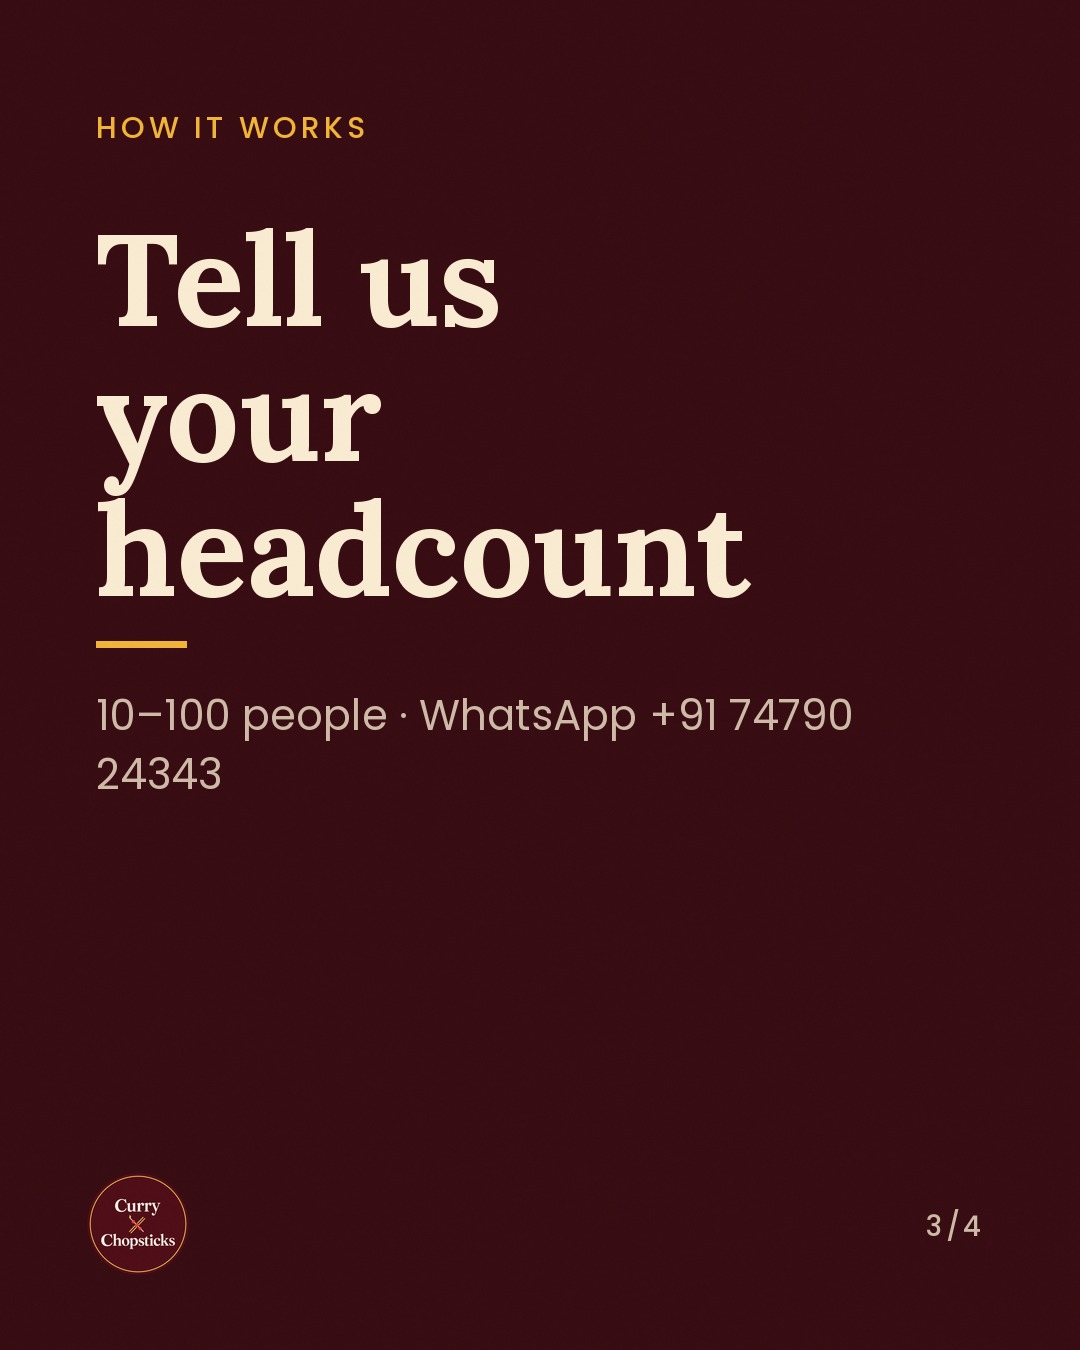 HOW IT WORKS
Tell us
your
headcount
10–100 people · WhatsApp +91 74790
24343
Curry
Chopsticks
3/4